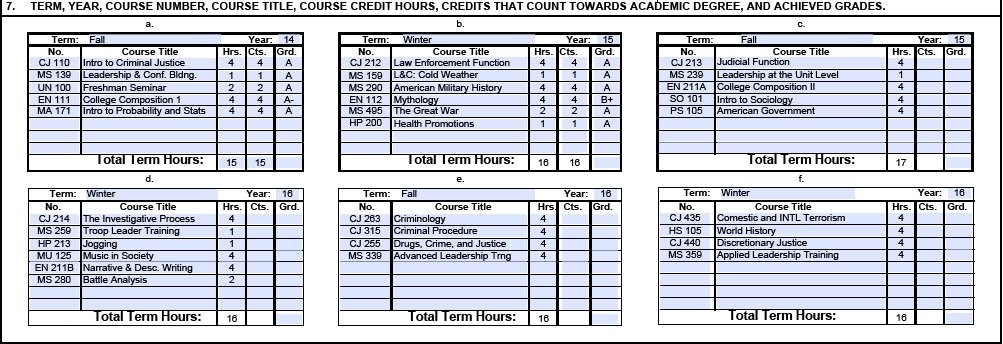 7. TERM, YEAR, COURSE NUMBER, COURSE TITLE, COURSE CREDIT HOURS, CREDITS THAT COUNT TOWARDS ACADEMIC DEGREE, AND ACHIEVED GRADES.
a.
Term: Fall Year: 14
No. Course Title Hrs. Cts. Grd.
CJ 110 Intro to Criminal Justice 4 4 A
MS 139 Leadership & Conf. Bldng. 1 1 A
UN 100 Freshman Seminar 2 2 A
EN 111 College Composition 1 4 4 A-
MA 171 Intro to Probability and Stats 4 4 A
Total Term Hours: 15 15
b.
Term: Winter Year: 15
No. Course Title Hrs. Cts. Grd.
CJ 212 Law Enforcement Function 4 4 A
MS 159 L&C: Cold Weather 1 1 A
MS 290 American Military History 4 4 A
EN 112 Mythology 4 4 B+
MS 495 The Great War 2 2 A
HP 200 Health Promotions 1 1 A
Total Term Hours: 16 16
c.
Term: Fall Year: 15
No. Course Title Hrs. Cts. Grd.
CJ 213 Judicial Function 4
MS 239 Leadership at the Unit Level 1
EN 211A College Composition II 4
SO 101 Intro to Sociology 4
PS 105 American Government 4
Total Term Hours: 17
d.
Term: Winter Year: 16
No. Course Title Hrs. Cts. Grd.
CJ 214 The Investigative Process 4
MS 259 Troop Leader Training 1
HP 213 Jogging 1
MU 125 Music in Society 4
EN 211B Narrative & Desc. Writing 4
MS 280 Battle Analysis 2
Total Term Hours: 16
e.
Term: Fall Year: 16
No. Course Title Hrs. Cts. Grd.
CJ 263 Criminology 4
CJ 315 Criminal Procedure 4
CJ 255 Drugs, Crime, and Justice 4
MS 339 Advanced Leadership Trng 4
Total Term Hours: 16
f.
Term: Winter Year: 16
No. Course Title Hrs. Cts. Grd.
CJ 435 Comestic and INTL Terrorism 4
HS 105 World History 4
CJ 440 Discretionary Justice 4
MS 359 Applied Leadership Training 4
Total Term Hours: 16